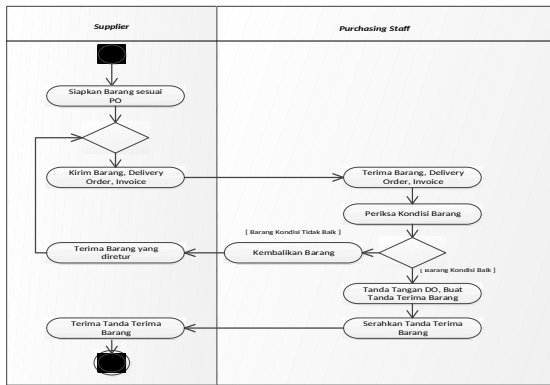 Supplier
Purchasing Staff
Siapkan Barang sesuai
PO
Kirim Barang, Delivery
Order, Invoice
Terima Barang, Delivery
Order, Invoice
Periksa Kondisi Barang
[ Barang Kondisi Tidak Baik ]
Terima Barang yang
diretur
Kembalikan Barang
[ Barang Kondisi Baik ]
Tanda Tangan DO, Buat
Tanda Terima Barang
Terima Tanda Terima
Barang
Serahkan Tanda Terima
Barang